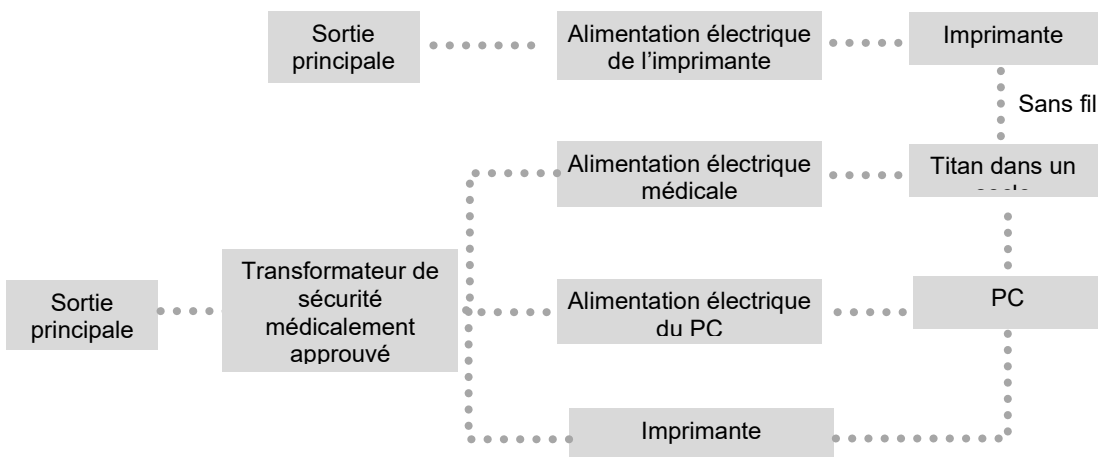 Sortie
principale
Alimentation électrique
de l'imprimante
Imprimante
Sans fil
Alimentation électrique
médicale
Titan dans un
Sortie
principale
Transformateur de
sécurité
médicalement
approuvé
Alimentation électrique
du PC
PC
Imprimante